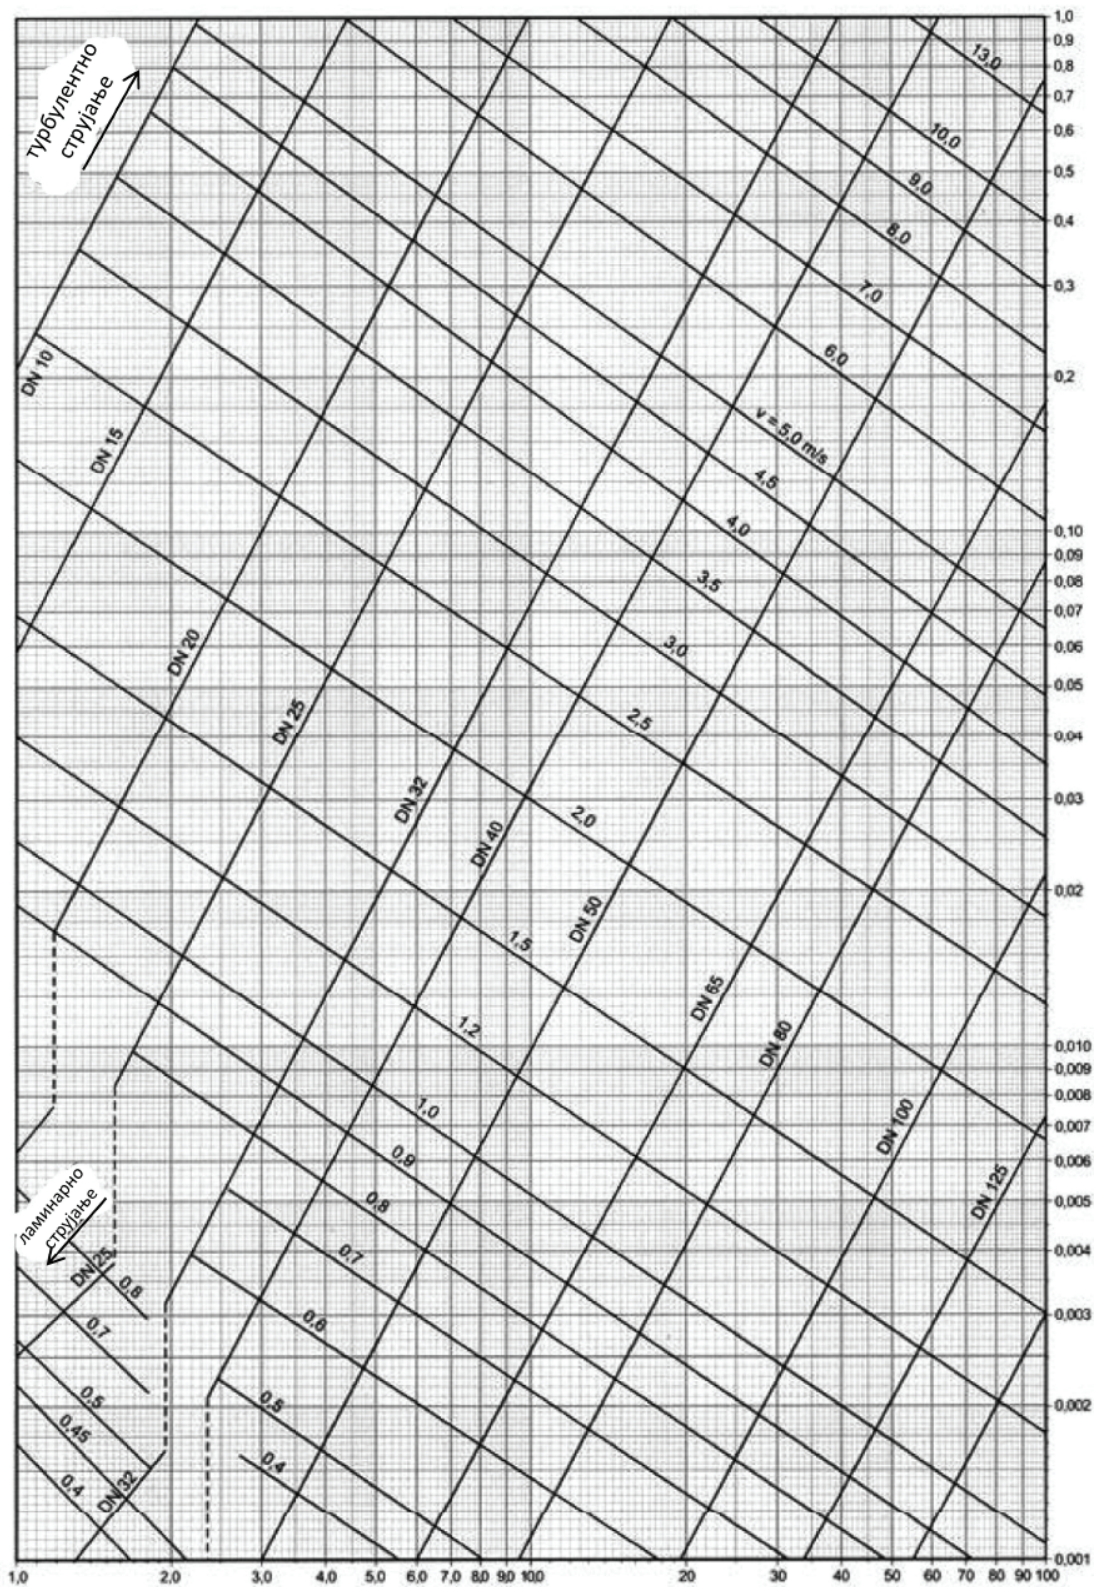 турбулентно
струјање
13,0
10,0
9,0
8,0
7,0
6,0
v = 5,0 m/s
4,5
4,0
3,5
3,0
2,5
2,0
1,5
1,2
1,0
0,9
0,8
0,7
0,6
0,5
0,4
DN 10
DN 15
DN 20
DN 25
DN 32
DN 40
DN 50
DN 65
DN 80
DN 100
DN 125
ламинарно
струјање
DN 25
0,8
0,7
0,5
0,45
0,4
DN 32
1,0
0,9
0,8
0,7
0,6
0,5
0,4
0,3
0,2
0,10
0,09
0,08
0,07
0,06
0,05
0,04
0,03
0,02
0,010
0,009
0,008
0,007
0,006
0,005
0,004
0,003
0,002
0,001
1,0 2,0 3,0 4,0 5,0 6,0 7,0 8,0 9,0 10,0 20 30 40 50 60 70 80 90 100